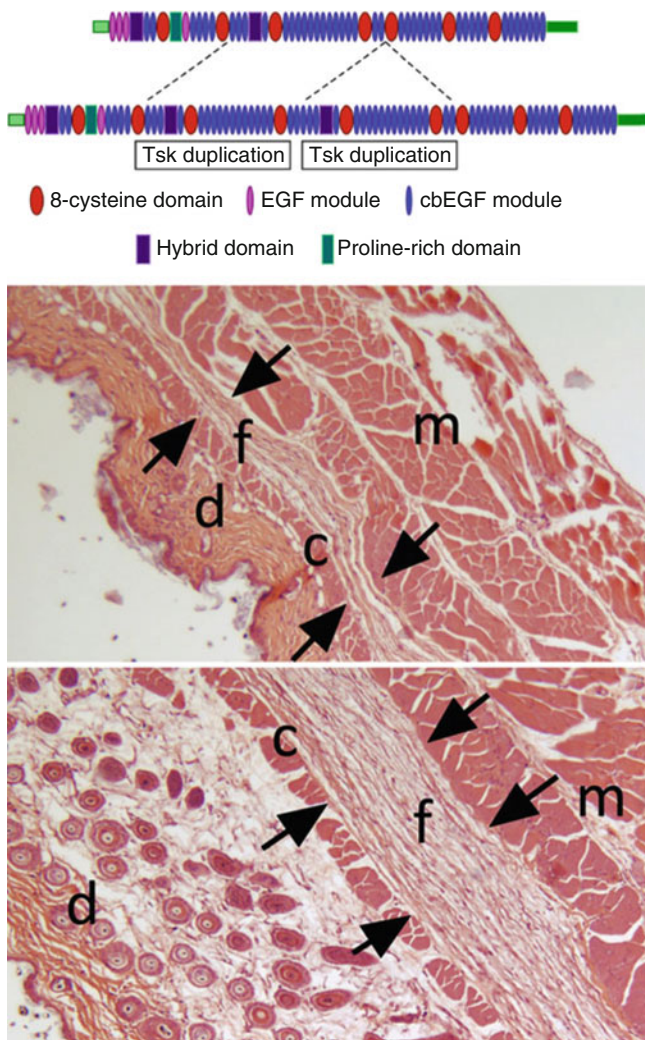 Tsk duplication Tsk duplication
8-cysteine domain EGF module cbEGF module
Hybrid domain Proline-rich domain
m
f
d
c
c
m
f
d